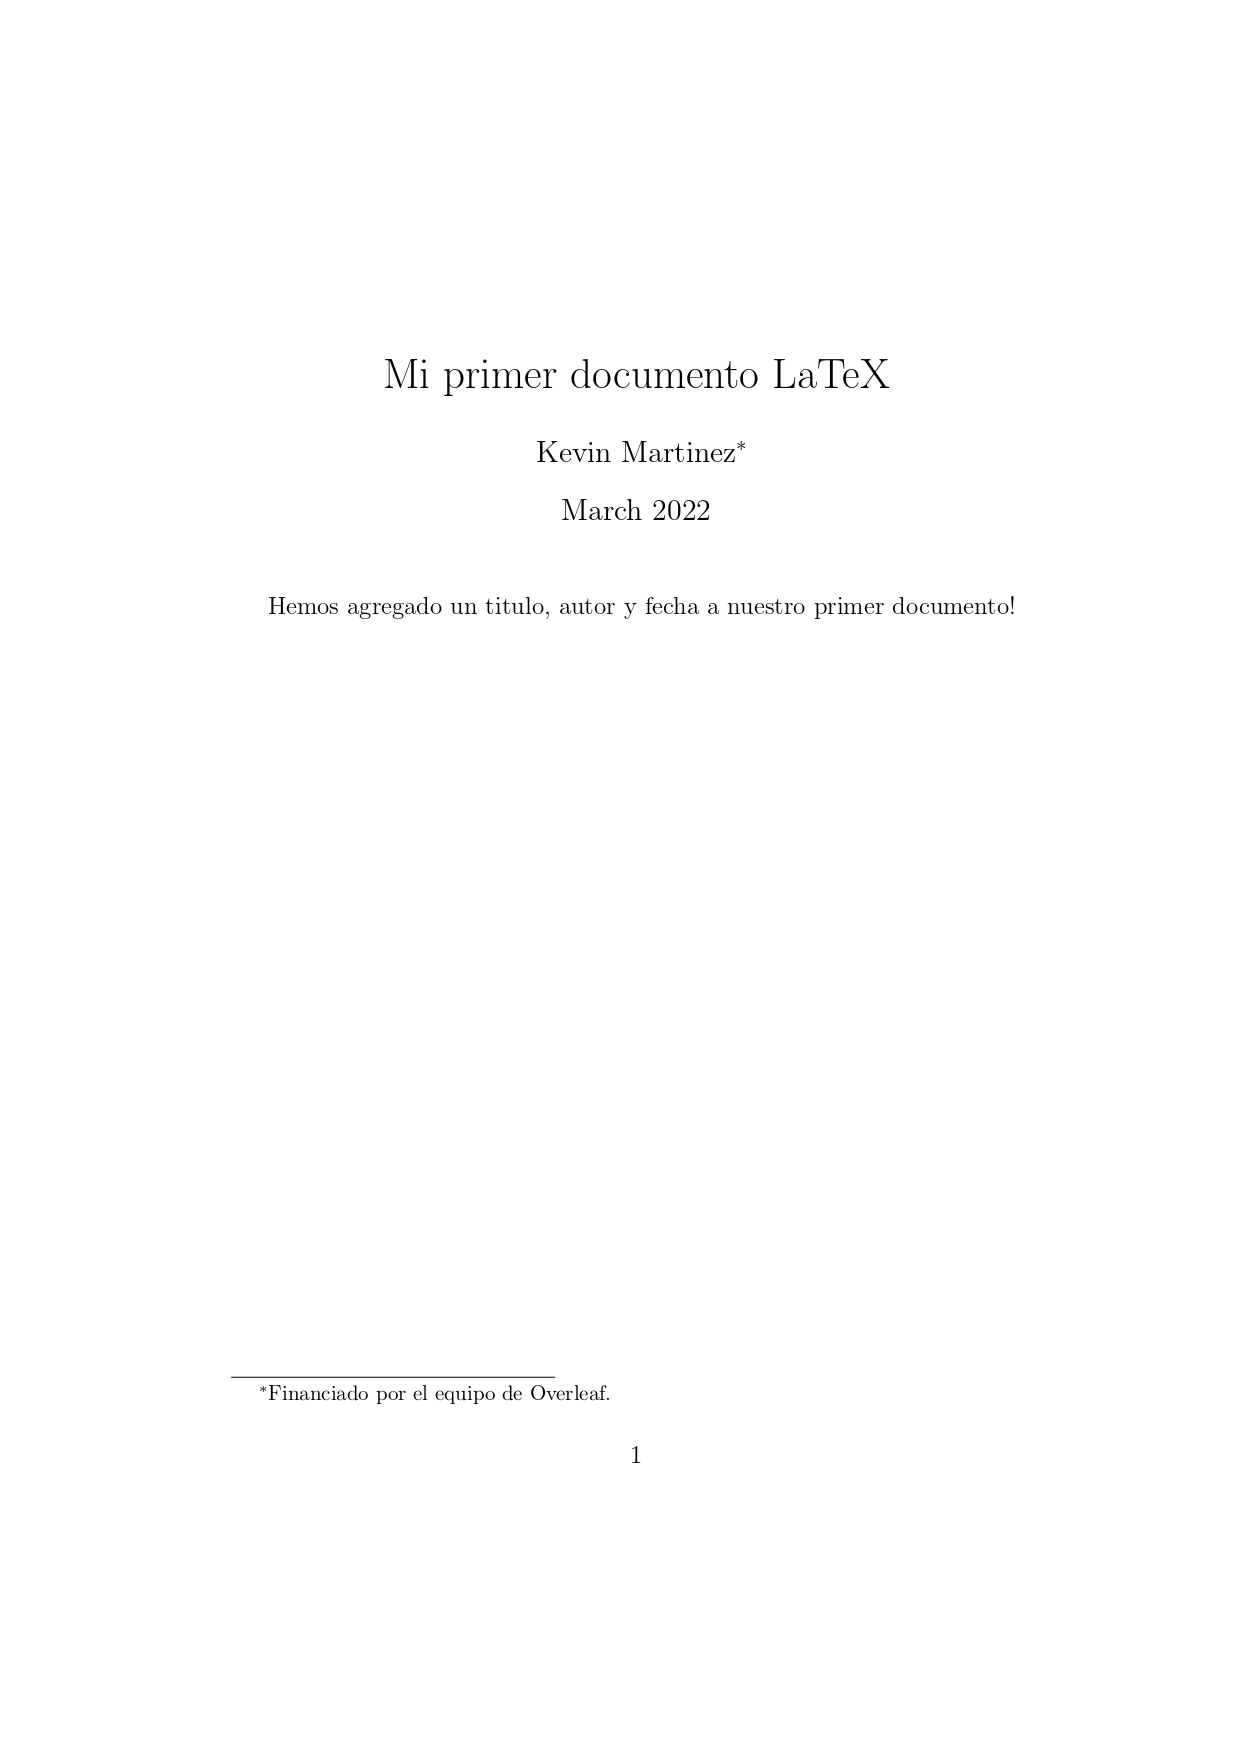 Mi primer documento LaTeX
Kevin Martinez*
March 2022
Hemos agregado un titulo, autor y fecha a nuestro primer documento!
*Financiado por el equipo de Overleaf.
1